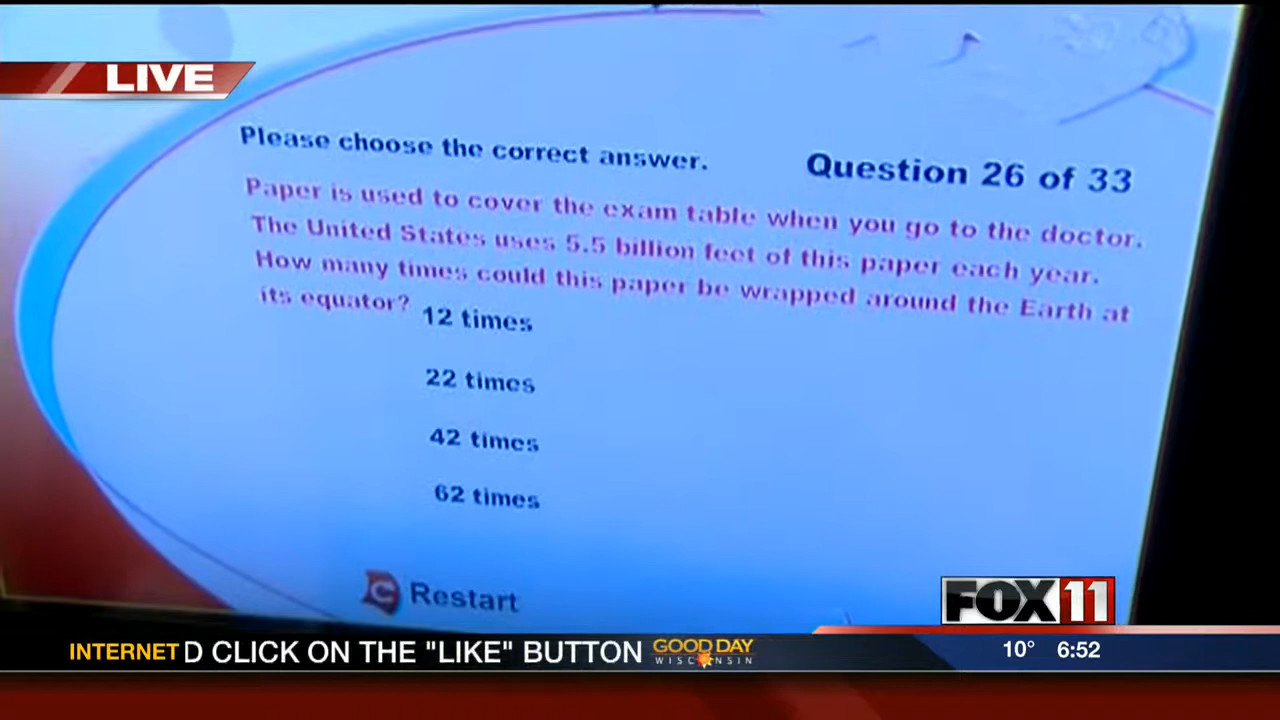 LIVE
Please choose the correct answer.
Question 26 of 33
Paper is used to cover the exam table when you go to the doctor.
The United States uses 5.5 billion feet of this paper each year.
How many times could this paper be wrapped around the Earth at
its equator?
12 times
22 times
42 times
62 times
C Restart
FOX 11
INTERNET D CLICK ON THE "LIKE" BUTTON GOOD DAY WISCONSIN 10° 6:52